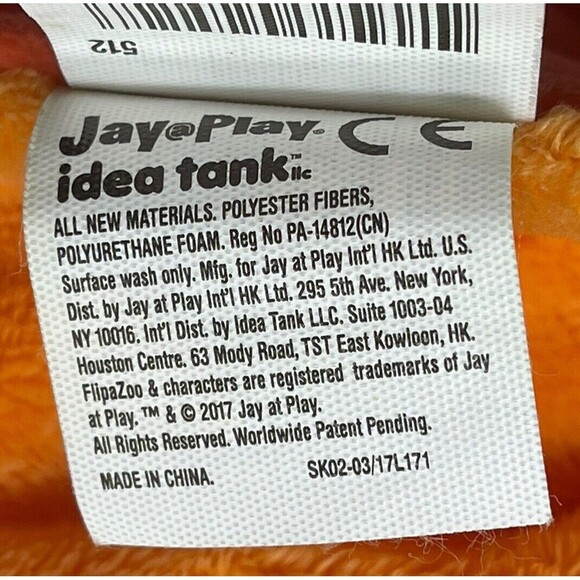 512
Jay@Play® CE
idea tank™ llc
ALL NEW MATERIALS. POLYESTER FIBERS,
POLYURETHANE FOAM. Reg No PA-14812(CN)
Surface wash only. Mfg. for Jay at Play Int'l HK Ltd. U.S.
Dist. by Jay at Play Int'l HK Ltd. 295 5th Ave. New York,
NY 10016. Int'l Dist. by Idea Tank LLC. Suite 1003-04
Houston Centre. 63 Mody Road, TST East Kowloon, HK.
FlipaZoo & characters are registered trademarks of Jay
at Play.™ & © 2017 Jay at Play.
All Rights Reserved. Worldwide Patent Pending.
MADE IN CHINA. SK02-03/17L171